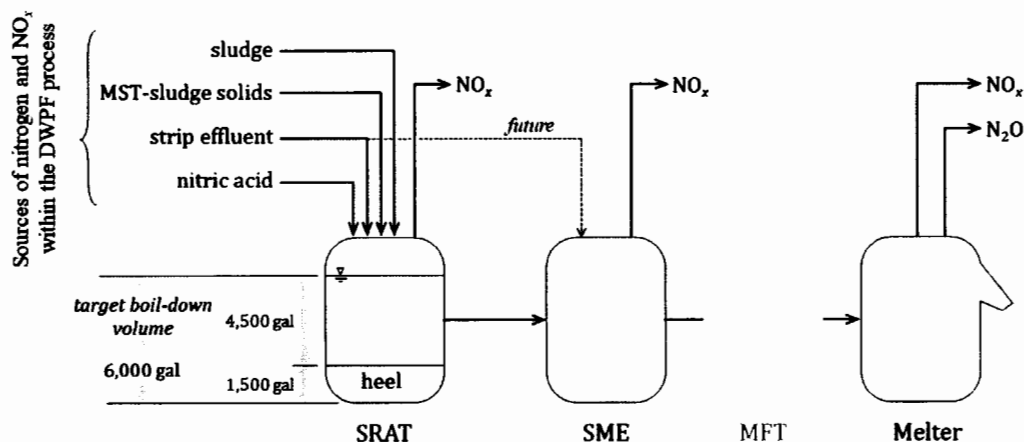 Sources of nitrogen and NOx
within the DWPF process
sludge
MST-sludge solids
strip effluent
nitric acid
NOx
future
NOx
NOx
N2O
target boil-down
volume
4,500 gal
6,000 gal
1,500 gal
heel
SRAT
SME
MFT
Melter